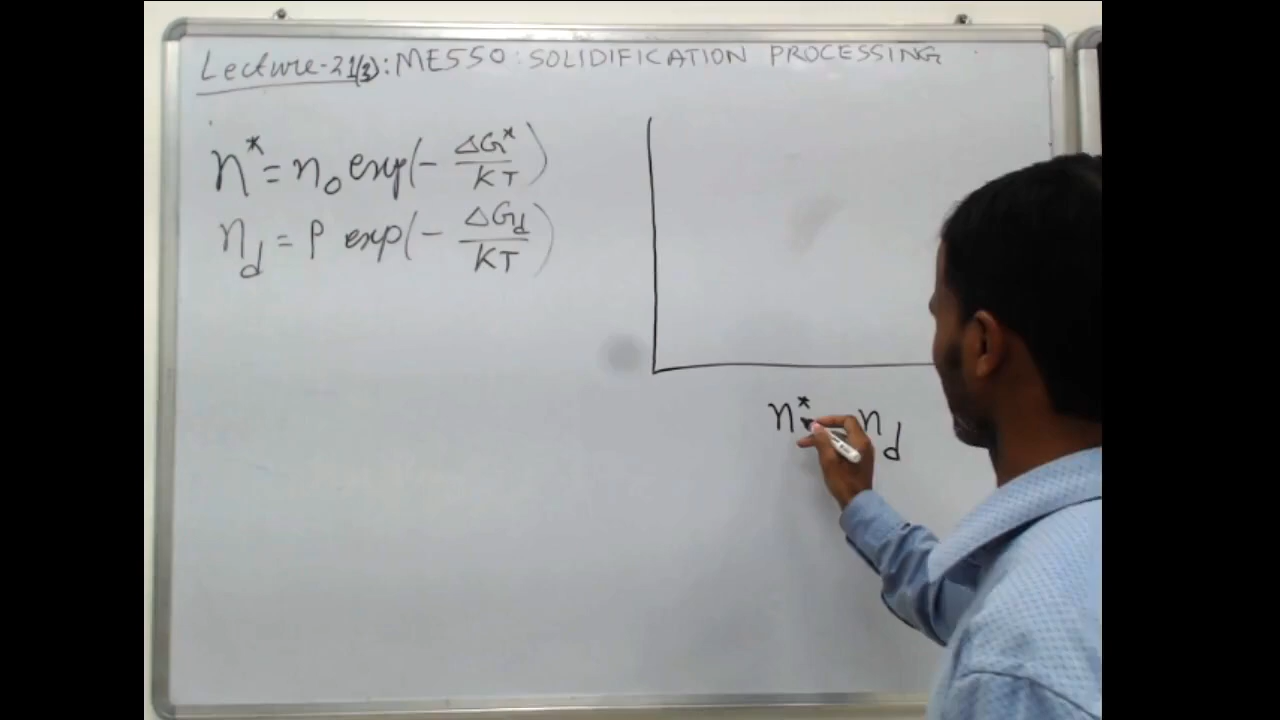 Lecture-21(3): ME550: SOLIDIFICATION PROCESSING
n* = n₀ exp(- ΔG*/KT)
n_d = P exp(- ΔG_d/KT)
n* n_d